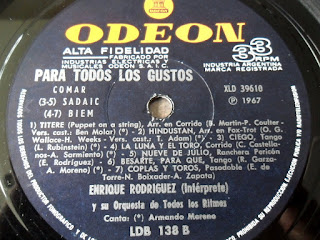 ODEON
ALTA FIDELIDAD
33 RPM
FABRICADO POR
INDUSTRIAS ELECTRICAS Y
MUSICALES ODEON S.A.I.C.
INDUSTRIA ARGENTINA
MARCA REGISTRADA
PARA TODOS LOS GUSTOS
COMAR
(3-5) SADAIC
(4-7) BIEM
XLD 39610
Ⓟ 1967
1) TITERE (Puppet on a string), Arr. en Corrido (B. Martin-P. Coulter-
Vers. cast.: Ben Molar) (*) - 2) HINDUSTAN, Arr. en Fox-Trot (O. G.
Wallace-H. Weeks - Vers. cast.: T. Adam) (*) - 3) CIEGO, Tango
(L. Rubinstein) (*) - 4) LA LUNA Y EL TORO, Corrido (C. Castella-
nos-A. Sarmiento) - 5) NUEVE DE JULIO, Ranchera Ferida
(E. Rodríguez) - 6) BESARTE, PARA QUE, Tango (R. Garza-
A. Moreno) (*) - 7) COPLAS Y TOROS, Pasodoble (E. de
Torre-N. Boixader-A. Zapata)
ENRIQUE RODRIGUEZ (Intérprete)
y su Orquesta de Todos los Ritmos
Canta: (*) Armando Moreno
LDB 138 B